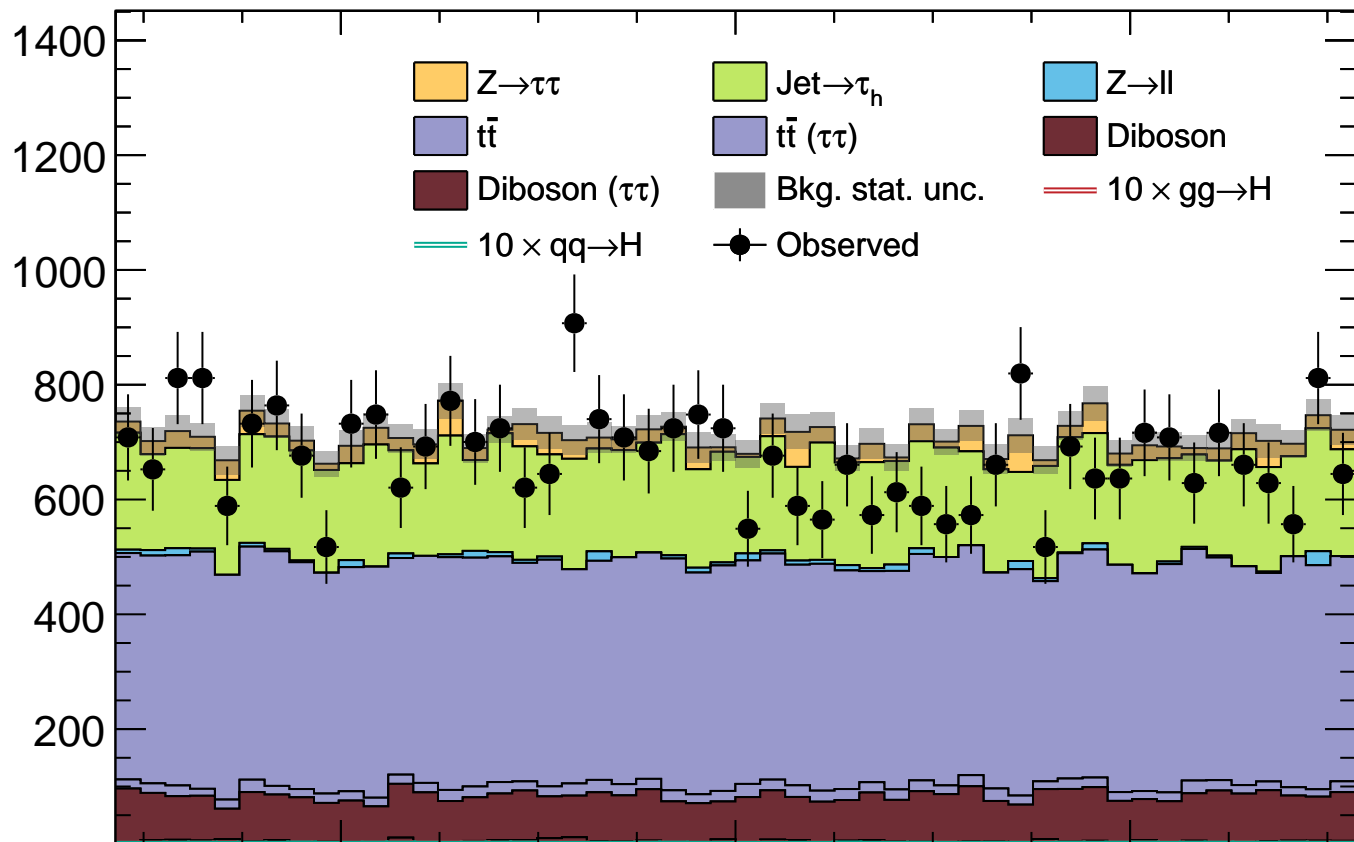 1400
Z→ττ Jet→τₕ Z→ll
1200
tt̄ tt̄ (ττ) Diboson
Diboson (ττ) Bkg. stat. unc. 10 × gg→H
10 × qq→H Observed
1000
800
600
400
200